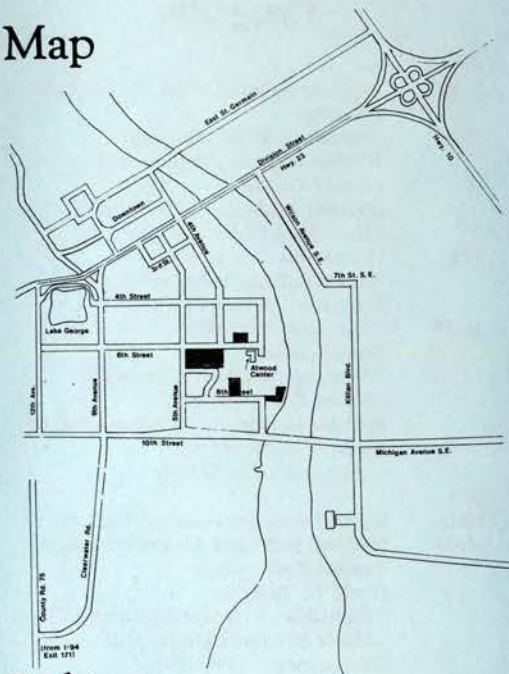 Map
East St. Germain
Division Street
Hwy. 23
Hwy. 10
Downtown
4th Avenue
3rd St.
Wilson Avenue S.E.
7th St. S.E.
4th Street
Lake George
6th Street
Atwood
Center
12th Ave.
9th Avenue
5th Avenue
Kilian Blvd.
10th Street
Michigan Avenue S.E.
Clearwater Rd.
County Rd. 75
(from I-94
Exit 171)